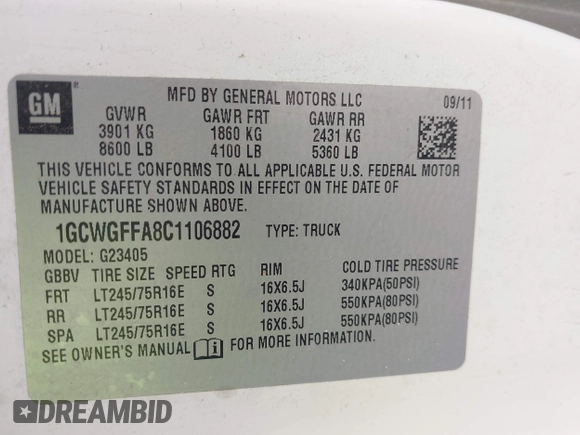 GM
MFD BY GENERAL MOTORS LLC 09/11
GVWR GAWR FRT GAWR RR
3901 KG 1860 KG 2431 KG
8600 LB 4100 LB 5360 LB
THIS VEHICLE CONFORMS TO ALL APPLICABLE U.S. FEDERAL MOTOR
VEHICLE SAFETY STANDARDS IN EFFECT ON THE DATE OF
MANUFACTURE SHOWN ABOVE.
1GCWGFFA8C1106882 TYPE: TRUCK
MODEL: G23405
GBBV TIRE SIZE SPEED RTG RIM COLD TIRE PRESSURE
FRT LT245/75R16E S 16X6.5J 340KPA(50PSI)
RR LT245/75R16E S 16X6.5J 550KPA(80PSI)
SPA LT245/75R16E S 16X6.5J 550KPA(80PSI)
SEE OWNER'S MANUAL FOR MORE INFORMATION.
DREAMBID